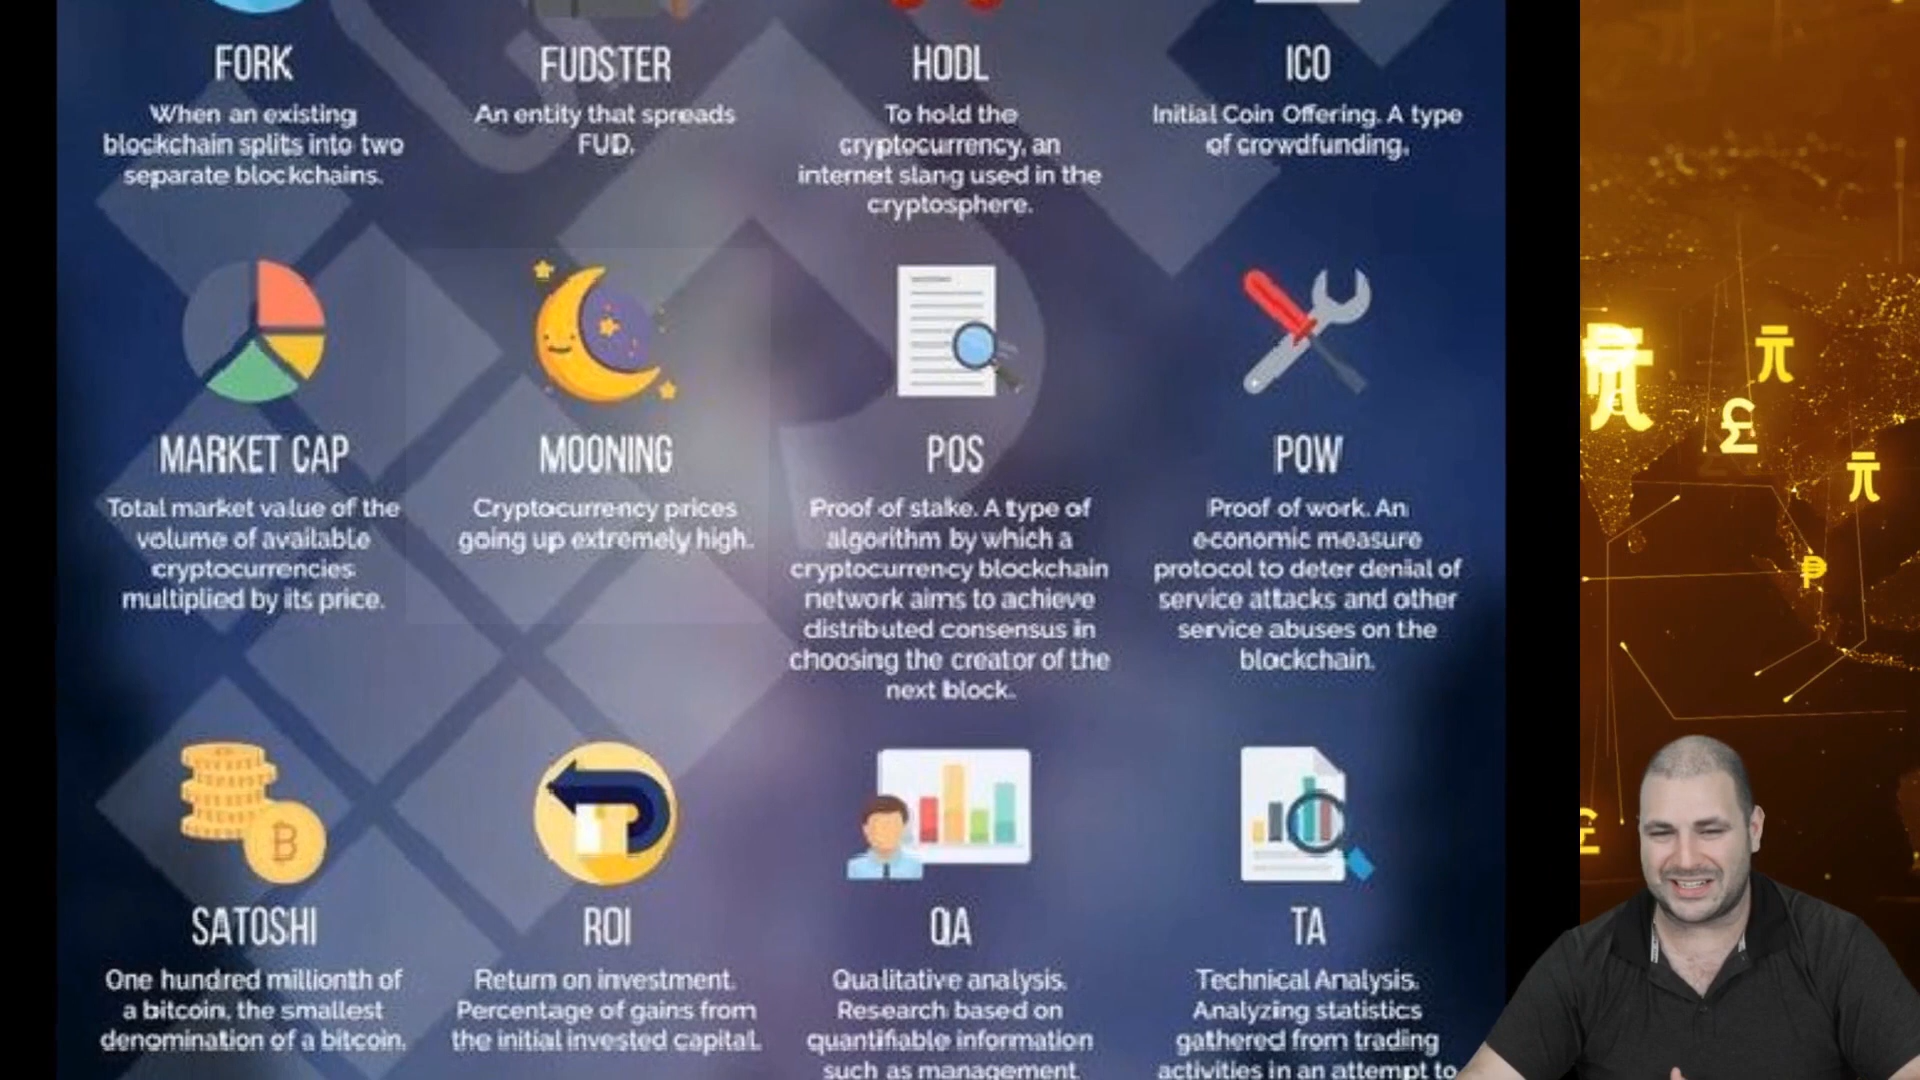 FORK
When an existing
blockchain splits into two
separate blockchains.
FUDSTER
An entity that spreads
FUD.
HODL
To hold the
cryptocurrency, an
internet slang used in the
cryptosphere.
ICO
Initial Coin Offering. A type
of crowdfunding.
MARKET CAP
Total market value of the
volume of available
cryptocurrencies
multiplied by its price.
MOONING
Cryptocurrency prices
going up extremely high.
POS
Proof of stake. A type of
algorithm by which a
cryptocurrency blockchain
network aims to achieve
distributed consensus in
choosing the creator of the
next block.
POW
Proof of work. An
economic measure
protocol to deter denial of
service attacks and other
service abuses on the
blockchain.
SATOSHI
One hundred millionth of
a bitcoin, the smallest
denomination of a bitcoin.
ROI
Return on investment.
Percentage of gains from
the initial invested capital.
QA
Qualitative analysis.
Research based on
quantifiable information
such as management,
TA
Technical Analysis.
Analyzing statistics
gathered from trading
activities in an attempt to